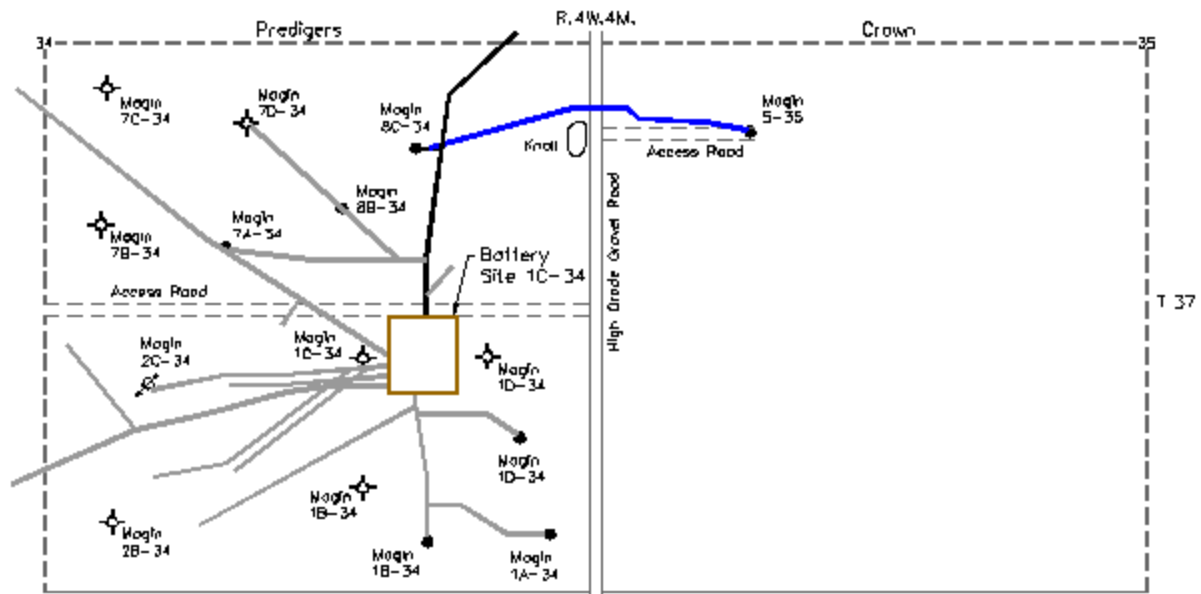 R.4W.4M.
Predigers
Crown
34
35
Magin
7C-34
Magin
7D-34
Magin
8C-34
Magin
5-35
Knoll
Access Road
Magin
8B-34
Magin
7A-34
Magin
7B-34
Battery
Site 1C-34
High Grade Gravel Road
Access Road
T 37
Magin
1C-34
Magin
2C-34
Magin
1D-34
Magin
1D-34
Magin
1B-34
Magin
2B-34
Magin
1B-34
Magin
1A-34